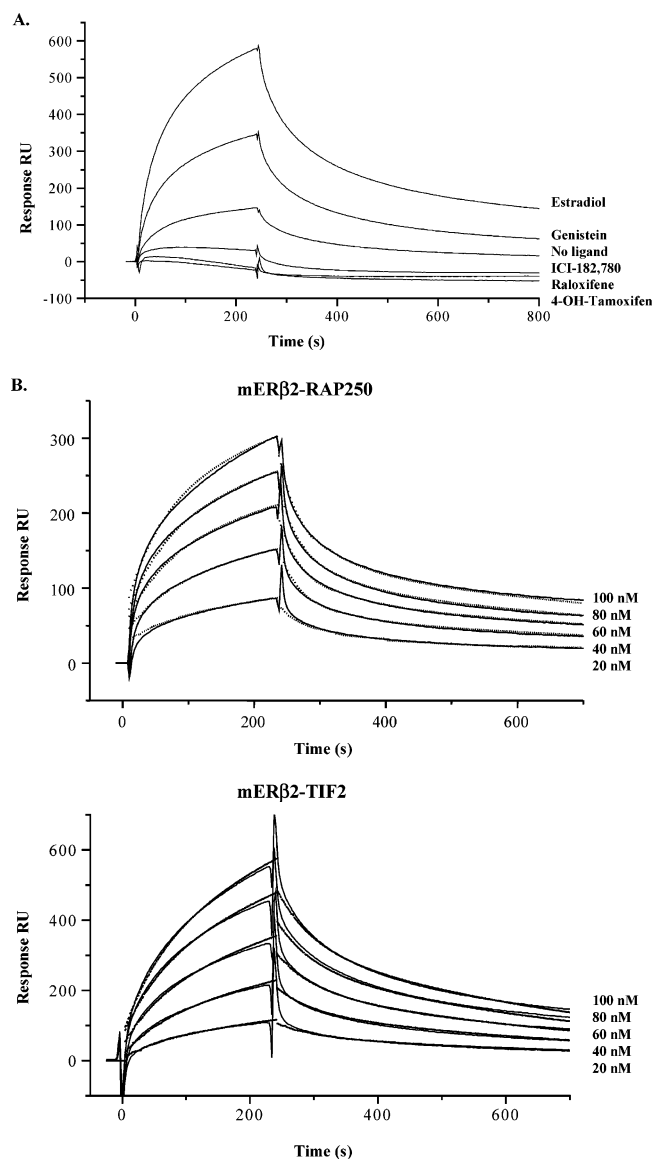 A.
600
500
400
300
200
100
0
-100
Response RU
0
200
400
600
800
Time (s)
Estradiol
Genistein
No ligand
ICI-182,780
Raloxifene
4-OH-Tamoxifen
B.
mERβ2-RAP250
300
200
100
0
Response RU
0
200
400
600
Time (s)
100 nM
80 nM
60 nM
40 nM
20 nM
mERβ2-TIF2
600
400
200
0
Response RU
0
200
400
600
Time (s)
100 nM
80 nM
60 nM
40 nM
20 nM